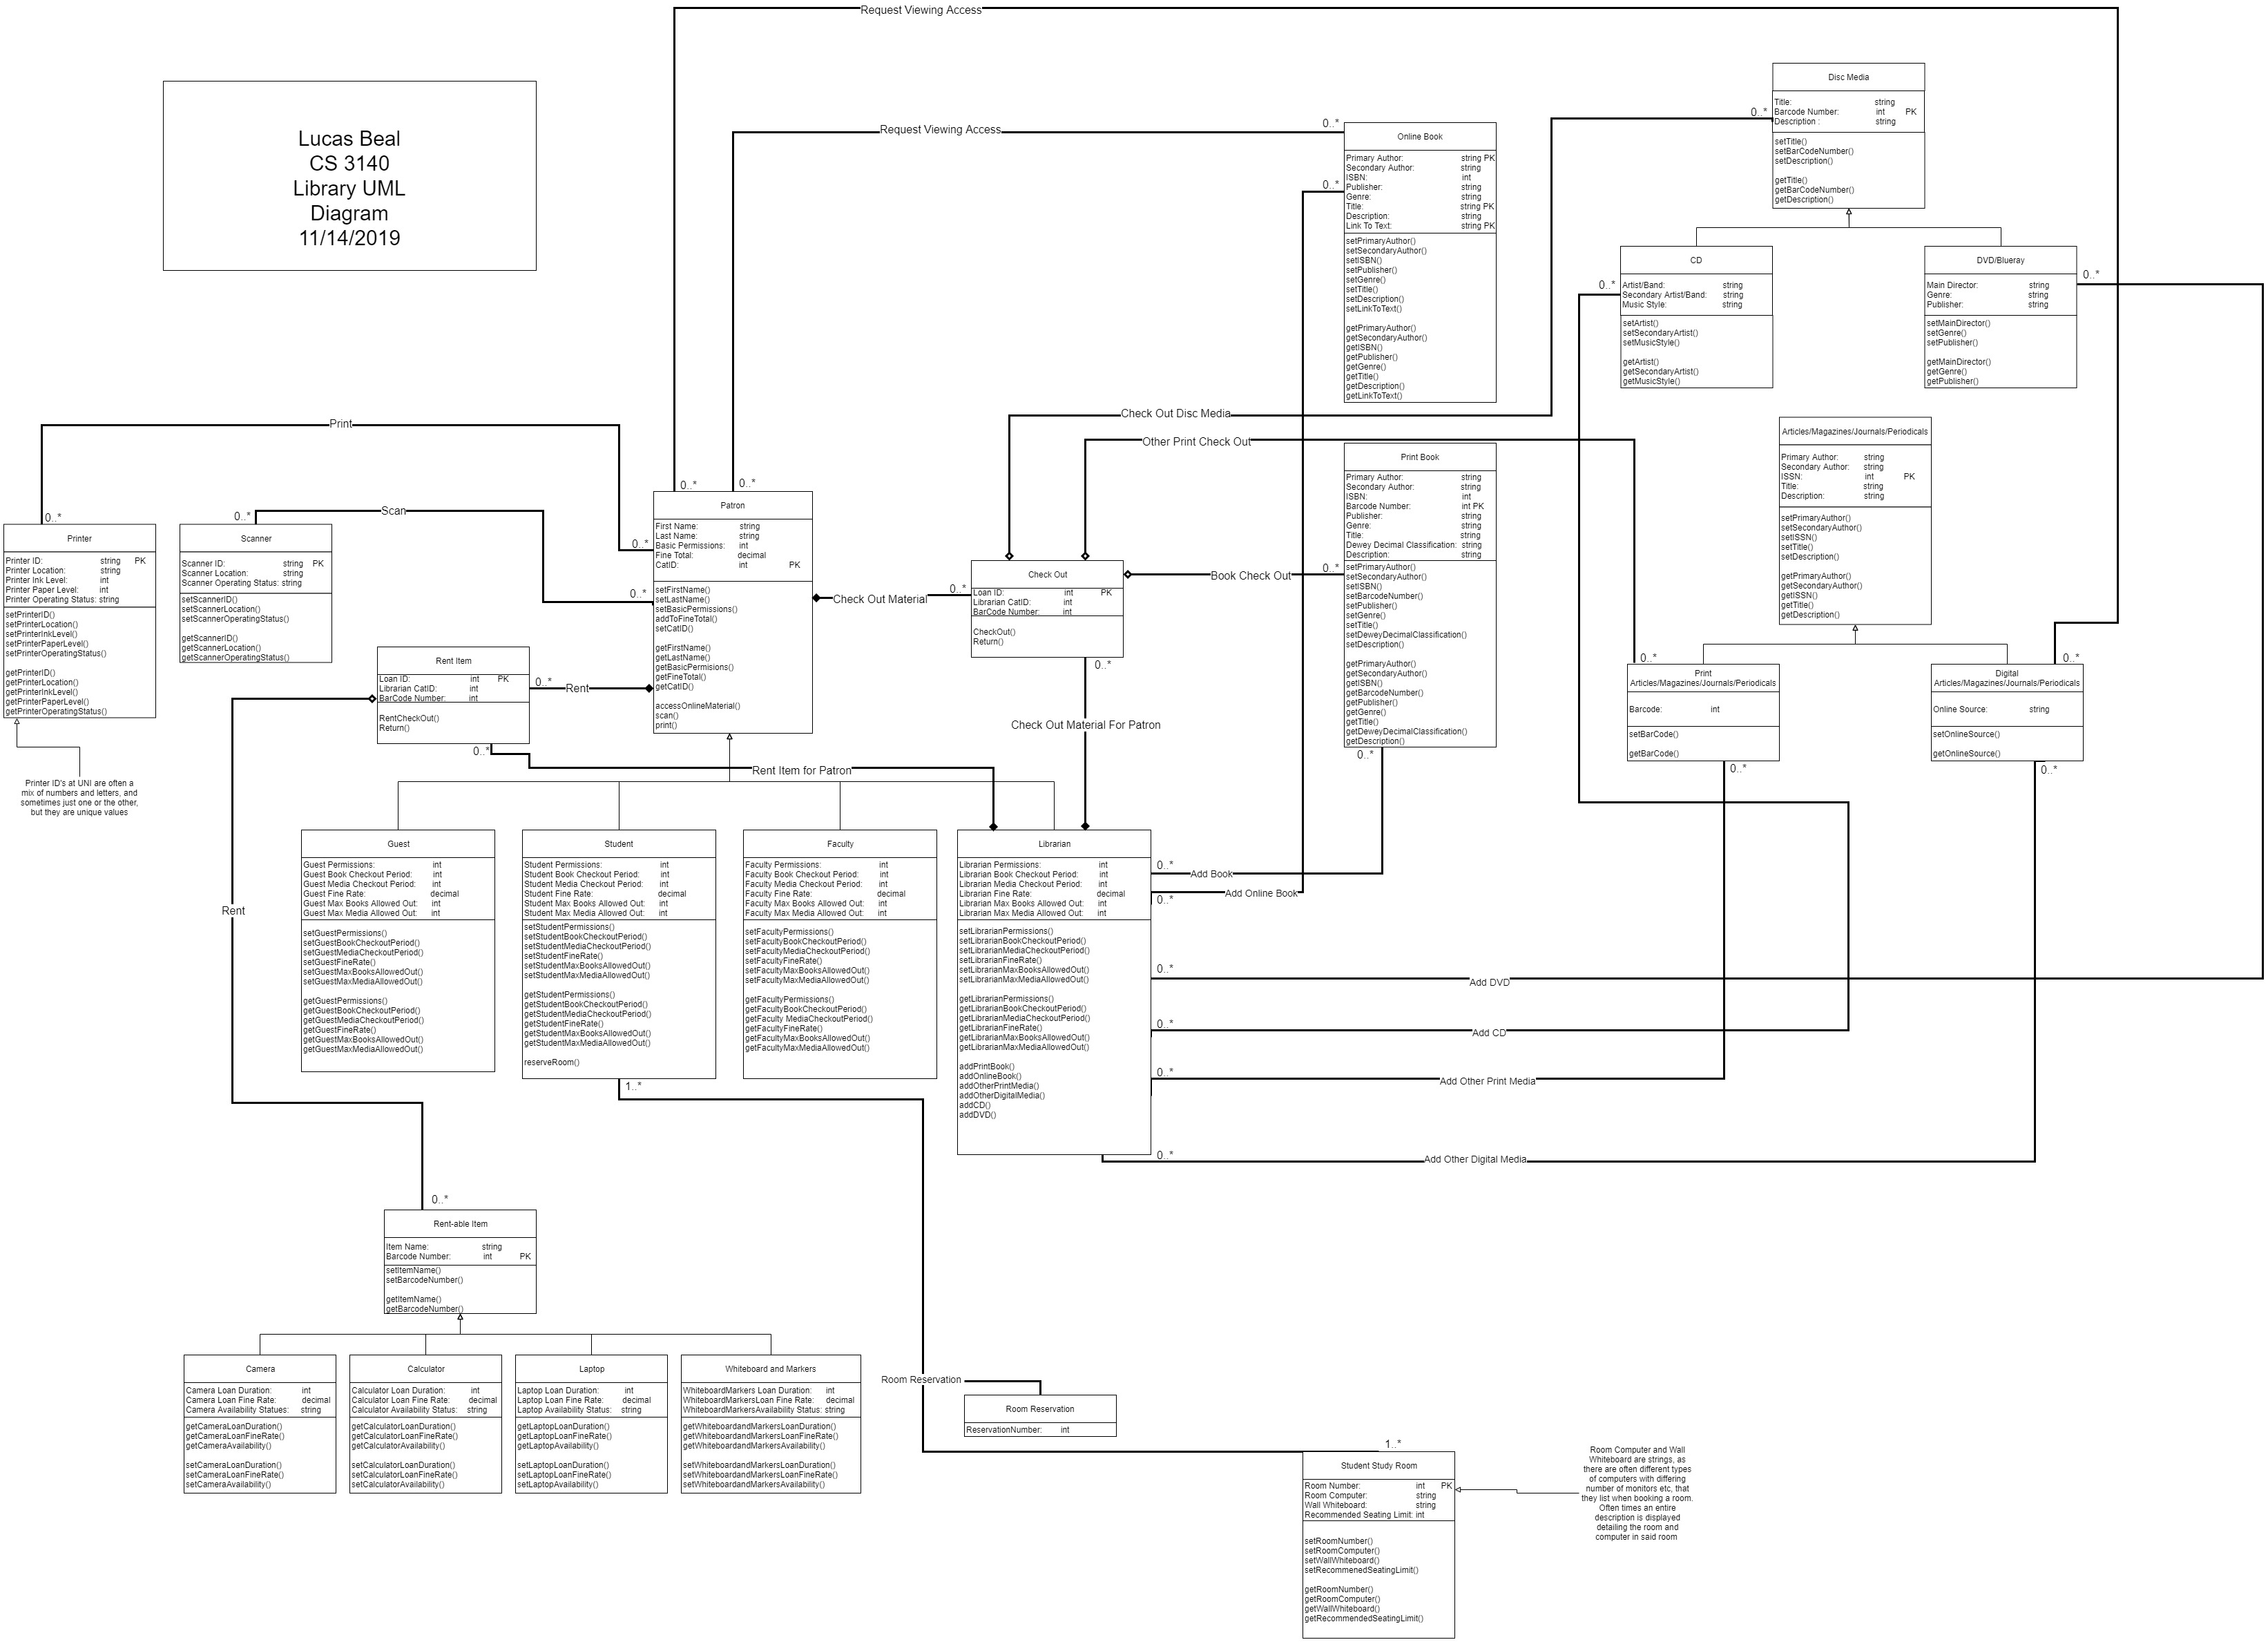 Request Viewing Access
Lucas Beal
CS 3140
Library UML
Diagram
11/14/2019
Disc Media
Title: string
Barcode Number: int PK
Description : string
setTitle()
setBarCodeNumber()
setDescription()
getTitle()
getBarCodeNumber()
getDescription()
0..*
Request Viewing Access
0..*
0..*
Online Book
Primary Author: string PK
Secondary Author: string
ISBN: int
Publisher: string
Genre: string
Title: string PK
Description: string
Link To Text: string PK
setPrimaryAuthor()
setSecondaryAuthor()
setISBN()
setPublisher()
setGenre()
setTitle()
setDescription()
setLinkToText()
getPrimaryAuthor()
getSecondaryAuthor()
getISBN()
getPublisher()
getGenre()
getTitle()
getDescription()
getLinkToText()
CD
0..*
Artist/Band: string
Secondary Artist/Band: string
Music Style: string
setArtist()
setSecondaryArtist()
setMusicStyle()
getArtist()
getSecondaryArtist()
getMusicStyle()
DVD/Blueray
0..*
Main Director: string
Genre: string
Publisher: string
setMainDirector()
setGenre()
setPublisher()
getMainDirector()
getGenre()
getPublisher()
Check Out Disc Media
Other Print Check Out
Print
Scan
0..*
0..*
0..*
0..*
0..*
0..*
Printer
Printer ID: string PK
Printer Location: string
Printer Ink Level: int
Printer Paper Level: int
Printer Operating Status: string
setPrinterID()
setPrinterLocation()
setPrinterInkLevel()
setPrinterPaperLevel()
setPrinterOperatingStatus()
getPrinterID()
getPrinterLocation()
getPrinterInkLevel()
getPrinterPaperLevel()
getPrinterOperatingStatus()
Printer ID's at UNI are often a
mix of numbers and letters, and
sometimes just one or the other,
but they are unique values
Scanner
Scanner ID: string PK
Scanner Location: string
Scanner Operating Status: string
setScannerID()
setScannerLocation()
setScannerOperatingStatus()
getScannerID()
getScannerLocation()
getScannerOperatingStatus()
Patron
First Name: string
Last Name: string
Basic Permissions: int
Fine Total: decimal
CatID: int PK
setFirstName()
setLastName()
setBasicPermissions()
addToFineTotal()
setCatID()
getFirstName()
getLastName()
getBasicPermisions()
getFineTotal()
getCatID()
accessOnlineMaterial()
scan()
print()
Check Out Material
0..*
Check Out
Loan ID: int PK
Librarian CatID: int
BarCode Number: int
CheckOut()
Return()
0..*
Book Check Out
0..*
Check Out Material For Patron
Print Book
Primary Author: string
Secondary Author: string
ISBN: int
Barcode Number: int PK
Publisher: string
Genre: string
Title: string
Dewey Decimal Classification: string
Description: string
setPrimaryAuthor()
setSecondaryAuthor()
setISBN()
setBarcodeNumber()
setPublisher()
setGenre()
setTitle()
setDeweyDecimalClassification()
setDescription()
getPrimaryAuthor()
getSecondaryAuthor()
getISBN()
getBarcodeNumber()
getPublisher()
getGenre()
getTitle()
getDeweyDecimalClassification()
getDescription()
0..*
Articles/Magazines/Journals/Periodicals
Primary Author: string
Secondary Author: string
ISSN: int PK
Title: string
Description: string
setPrimaryAuthor()
setSecondaryAuthor()
setISSN()
setTitle()
setDescription()
getPrimaryAuthor()
getSecondaryAuthor()
getISSN()
getTitle()
getDescription()
0..*
Print
Articles/Magazines/Journals/Periodicals
Barcode: int
setBarCode()
getBarCode()
0..*
0..*
Digital
Articles/Magazines/Journals/Periodicals
Online Source: string
setOnlineSource()
getOnlineSource()
0..*
Rent Item
Loan ID: int PK
Librarian CatID: int
BarCode Number: int
RentCheckOut()
Return()
0..*
Rent
0..*
Rent Item for Patron
Guest
Guest Permissions: int
Guest Book Checkout Period: int
Guest Media Checkout Period: int
Guest Fine Rate: decimal
Guest Max Books Allowed Out: int
Guest Max Media Allowed Out: int
setGuestPermissions()
setGuestBookCheckoutPeriod()
setGuestMediaCheckoutPeriod()
setGuestFineRate()
setGuestMaxBooksAllowedOut()
setGuestMaxMediaAllowedOut()
getGuestPermissions()
getGuestBookCheckoutPeriod()
getGuestMediaCheckoutPeriod()
getGuestFineRate()
getGuestMaxBooksAllowedOut()
getGuestMaxMediaAllowedOut()
Student
Student Permissions: int
Student Book Checkout Period: int
Student Media Checkout Period: int
Student Fine Rate: decimal
Student Max Books Allowed Out: int
Student Max Media Allowed Out: int
setStudentPermissions()
setStudentBookCheckoutPeriod()
setStudentMediaCheckoutPeriod()
setStudentFineRate()
setStudentMaxBooksAllowedOut()
setStudentMaxMediaAllowedOut()
getStudentPermissions()
getStudentBookCheckoutPeriod()
getStudentMediaCheckoutPeriod()
getStudentFineRate()
getStudentMaxBooksAllowedOut()
getStudentMaxMediaAllowedOut()
reserveRoom()
1..*
Faculty
Faculty Permissions: int
Faculty Book Checkout Period: int
Faculty Media Checkout Period: int
Faculty Fine Rate: decimal
Faculty Max Books Allowed Out: int
Faculty Max Media Allowed Out: int
setFacultyPermissions()
setFacultyBookCheckoutPeriod()
setFacultyMediaCheckoutPeriod()
setFacultyFineRate()
setFacultyMaxBooksAllowedOut()
setFacultyMaxMediaAllowedOut()
getFacultyPermissions()
getFacultyBookCheckoutPeriod()
getFaculty MediaCheckoutPeriod()
getFacultyFineRate()
getFacultyMaxBooksAllowedOut()
getFacultyMaxMediaAllowedOut()
Librarian
Librarian Permissions: int
Librarian Book Checkout Period: int
Librarian Media Checkout Period: int
Librarian Fine Rate: decimal
Librarian Max Books Allowed Out: int
Librarian Max Media Allowed Out: int
setLibrarianPermissions()
setLibrarianBookCheckoutPeriod()
setLibrarianMediaCheckoutPeriod()
setLibrarianFineRate()
setLibrarianMaxBooksAllowedOut()
setLibrarianMaxMediaAllowedOut()
getLibrarianPermissions()
getLibrarianBookCheckoutPeriod()
getLibrarianMediaCheckoutPeriod()
getLibrarianFineRate()
getLibrarianMaxBooksAllowedOut()
getLibrarianMaxMediaAllowedOut()
addPrintBook()
addOnlineBook()
addOtherPrintMedia()
addOtherDigitalMedia()
addCD()
addDVD()
0..*
Add Book
0..*
Add Online Book
0..*
Add DVD
0..*
Add CD
0..*
Add Other Print Media
0..*
Add Other Digital Media
Rent
0..*
Rent-able Item
Item Name: string
Barcode Number: int PK
setItemName()
setBarcodeNumber()
getItemName()
getBarcodeNumber()
Camera
Camera Loan Duration: int
Camera Loan Fine Rate: decimal
Camera Availability Statues: string
getCameraLoanDuration()
getCameraLoanFineRate()
getCameraAvailability()
setCameraLoanDuration()
setCameraLoanFineRate()
setCameraAvailability()
Calculator
Calculator Loan Duration: int
Calculator Loan Fine Rate: decimal
Calculator Availability Status: string
getCalculatorLoanDuration()
getCalculatorLoanFineRate()
getCalculatorAvailability()
setCalculatorLoanDuration()
setCalculatorLoanFineRate()
setCalculatorAvailability()
Laptop
Laptop Loan Duration: int
Laptop Loan Fine Rate: decimal
Laptop Availability Status: string
getLaptopLoanDuration()
getLaptopLoanFineRate()
getLaptopAvailability()
setLaptopLoanDuration()
setLaptopLoanFineRate()
setLaptopAvailability()
Whiteboard and Markers
WhiteboardMarkers Loan Duration: int
WhiteboardMarkersLoan Fine Rate: decimal
WhiteboardMarkersAvailability Status: string
getWhiteboardandMarkersLoanDuration()
getWhiteboardandMarkersLoanFineRate()
getWhiteboardandMarkersAvailability()
setWhiteboardandMarkersLoanDuration()
setWhiteboardandMarkersLoanFineRate()
setWhiteboardandMarkersAvailability()
Room Reservation
Room Reservation
ReservationNumber: int
1..*
Student Study Room
Room Number: int PK
Room Computer: string
Wall Whiteboard: string
Recommended Seating Limit: int
setRoomNumber()
setRoomComputer()
setWallWhiteboard()
setRecommenedSeatingLimit()
getRoomNumber()
getRoomComputer()
getWallWhiteboard()
getRecommendedSeatingLimit()
Room Computer and Wall
Whiteboard are strings, as
there are often different types
of computers with differing
number of monitors etc, that
they list when booking a room.
Often times an entire
description is displayed
detailing the room and
computer in said room